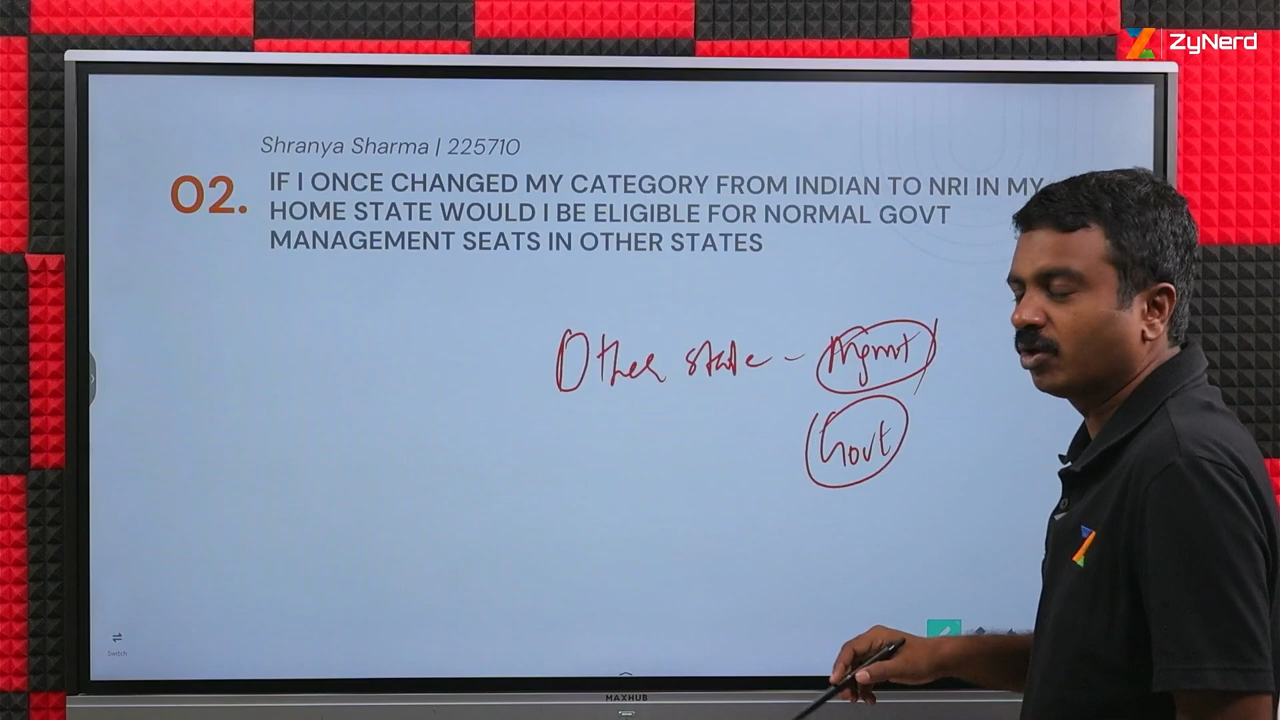 ZyNerd
Shranya Sharma | 225710
02.
IF I ONCE CHANGED MY CATEGORY FROM INDIAN TO NRI IN MY
HOME STATE WOULD I BE ELIGIBLE FOR NORMAL GOVT
MANAGEMENT SEATS IN OTHER STATES
Other state - Mgmt
Govt
Switch
MAXHUB